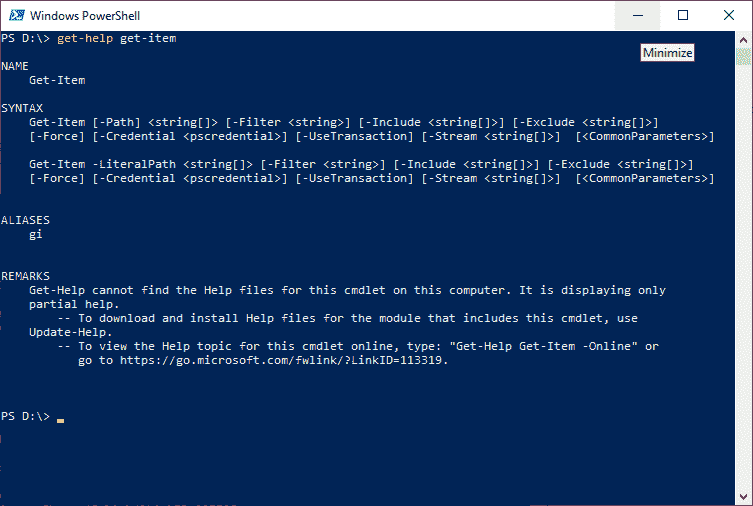 Windows PowerShell
PS D:\> get-help get-item
Minimize
NAME
Get-Item
SYNTAX
Get-Item [-Path] <string[]> [-Filter <string>] [-Include <string[]>] [-Exclude <string[]>]
[-Force] [-Credential <pscredential>] [-UseTransaction] [-Stream <string[]>]  [<CommonParameters>]
Get-Item -LiteralPath <string[]> [-Filter <string>] [-Include <string[]>] [-Exclude <string[]>]
[-Force] [-Credential <pscredential>] [-UseTransaction] [-Stream <string[]>]  [<CommonParameters>]
ALIASES
gi
REMARKS
Get-Help cannot find the Help files for this cmdlet on this computer. It is displaying only
partial help.
-- To download and install Help files for the module that includes this cmdlet, use
Update-Help.
-- To view the Help topic for this cmdlet online, type: "Get-Help Get-Item -Online" or
go to https://go.microsoft.com/fwlink/?LinkID=113319.
PS D:\>